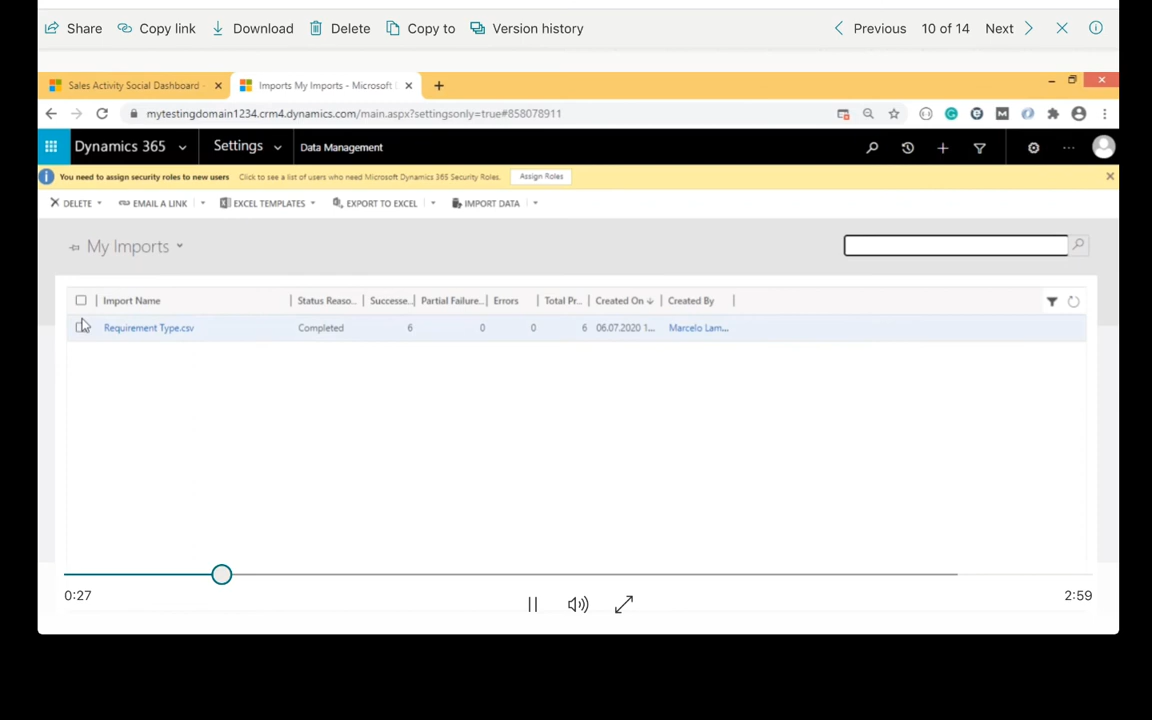 Share Copy link Download Delete Copy to Version history Previous 10 of 14 Next
Sales Activity Social Dashboard - Imports My Imports - Microsoft
mytestingdomain1234.crm4.dynamics.com/main.aspx?settingsonly=true#858078911
Dynamics 365 Settings Data Management
You need to assign security roles to new users Click to see a list of users who need Microsoft Dynamics 365 Security Roles. Assign Roles
DELETE EMAIL A LINK EXCEL TEMPLATES EXPORT TO EXCEL IMPORT DATA
My Imports
Import Name Status Reaso... Successe... Partial Failure... Errors Total Pr... Created On Created By
Requirement Type.csv Completed 6 0 0 6 06.07.2020 1... Marcelo Lam...
0:27 2:59